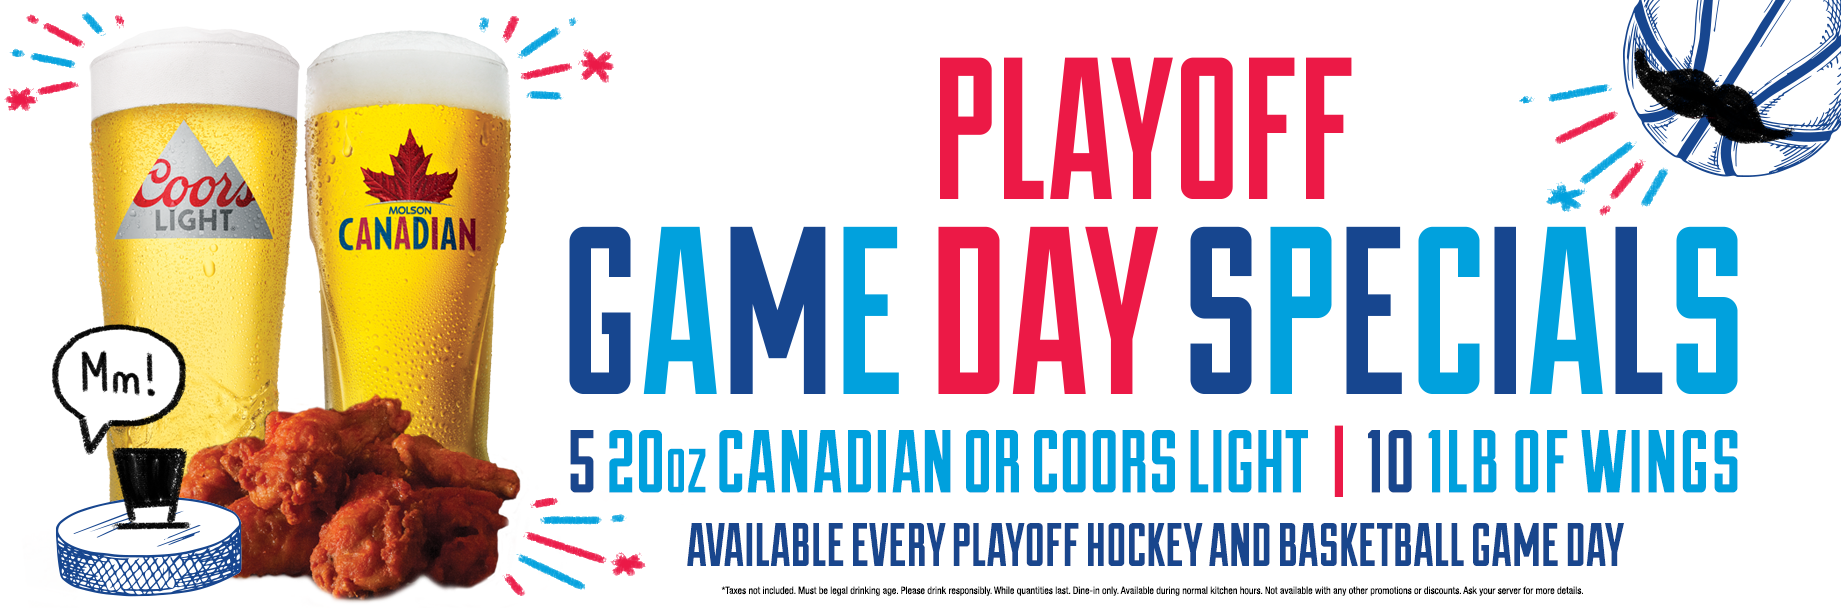 Coors
LIGHT
MOLSON
CANADIAN
Mm!
PLAYOFF
GAME DAY SPECIALS
5 20oz CANADIAN OR COORS LIGHT | 10 1LB OF WINGS
AVAILABLE EVERY PLAYOFF HOCKEY AND BASKETBALL GAME DAY
*Taxes not included. Must be legal drinking age. Please drink responsibly. While quantities last. Dine-in only. Available during normal kitchen hours. Not available with any other promotions or discounts. Ask your server for more details.